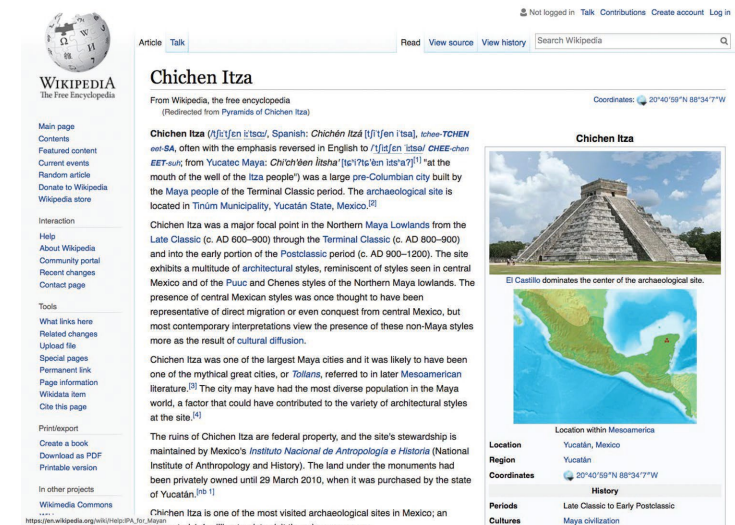 Not logged in Talk Contributions Create account Log in
Article Talk
Read View source View history
Search Wikipedia
WIKIPEDIA
The Free Encyclopedia
Main page
Contents
Featured content
Current events
Random article
Donate to Wikipedia
Wikipedia store
Interaction
Help
About Wikipedia
Community portal
Recent changes
Contact page
Tools
What links here
Related changes
Upload file
Special pages
Permanent link
Page information
Wikidata item
Cite this page
Print/export
Create a book
Download as PDF
Printable version
In other projects
Wikimedia Commons
https://en.wikipedia.org/wiki/Help:IPA_for_Mayan
Chichen Itza
From Wikipedia, the free encyclopedia
(Redirected from Pyramids of Chichen Itza)
Coordinates: 20°40′59″N 88°34′7″W
Chichen Itza Spanish: Chichén Itzá [tʃiˈtʃen iˈtsa], tchee-TCHEN
eet-SA, often with the emphasis reversed in English to /ˈtʃiːtʃɛn ˈiːtsə/ CHEE-chen
EET-suh; from Yucatec Maya: Chi'ch'èen Ìitsha' [1] "at the
mouth of the well of the Itza people") was a large pre-Columbian city built by
the Maya people of the Terminal Classic period. The archaeological site is
located in Tinúm Municipality, Yucatán State, Mexico.[2]
Chichen Itza was a major focal point in the Northern Maya Lowlands from the
Late Classic (c. AD 600–900) through the Terminal Classic (c. AD 800–900)
and into the early portion of the Postclassic period (c. AD 900–1200). The site
exhibits a multitude of architectural styles, reminiscent of styles seen in central
Mexico and of the Puuc and Chenes styles of the Northern Maya lowlands. The
presence of central Mexican styles was once thought to have been
representative of direct migration or even conquest from central Mexico, but
most contemporary interpretations view the presence of these non-Maya styles
more as the result of cultural diffusion.
Chichen Itza was one of the largest Maya cities and it was likely to have been
one of the mythical great cities, or Tollans, referred to in later Mesoamerican
literature.[3] The city may have had the most diverse population in the Maya
world, a factor that could have contributed to the variety of architectural styles
at the site.[4]
The ruins of Chichen Itza are federal property, and the site's stewardship is
maintained by Mexico's Instituto Nacional de Antropología e Historia (National
Institute of Anthropology and History). The land under the monuments had
been privately owned until 29 March 2010, when it was purchased by the state
of Yucatán.[nb 1]
Chichen Itza is one of the most visited archaeological sites in Mexico; an
Chichen Itza
El Castillo dominates the center of the archaeological site.
Location within Mesoamerica
Location Yucatán, Mexico
Region Yucatán
Coordinates 20°40′59″N 88°34′7″W
History
Periods Late Classic to Early Postclassic
Cultures Maya civilization